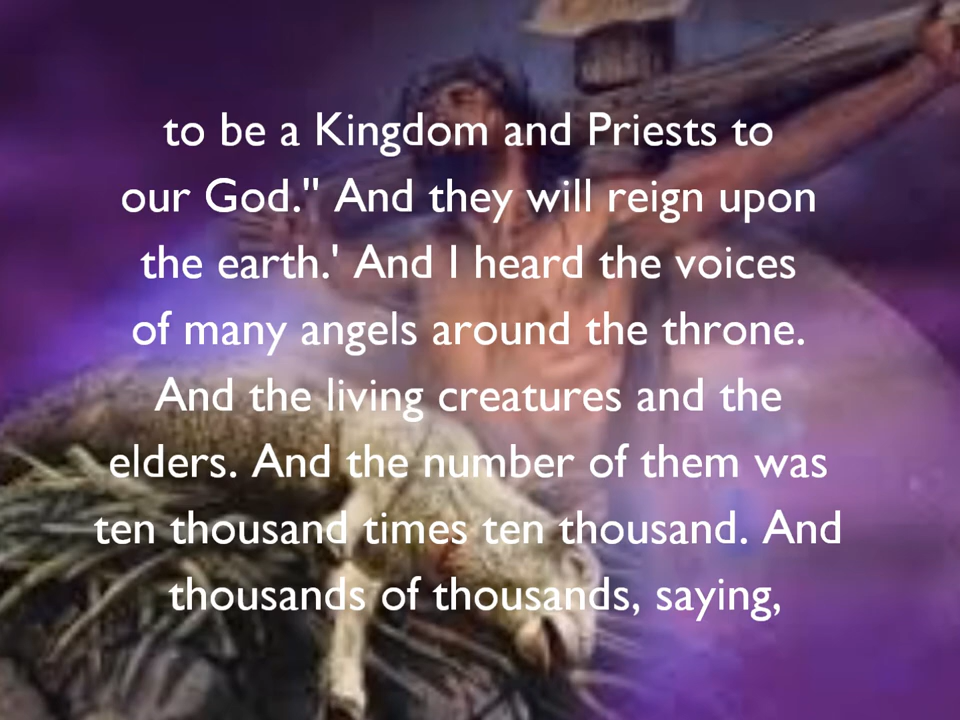 to be a Kingdom and Priests to
our God." And they will reign upon
the earth.' And I heard the voices
of many angels around the throne.
And the living creatures and the
elders. And the number of them was
ten thousand times ten thousand. And
thousands of thousands, saying,